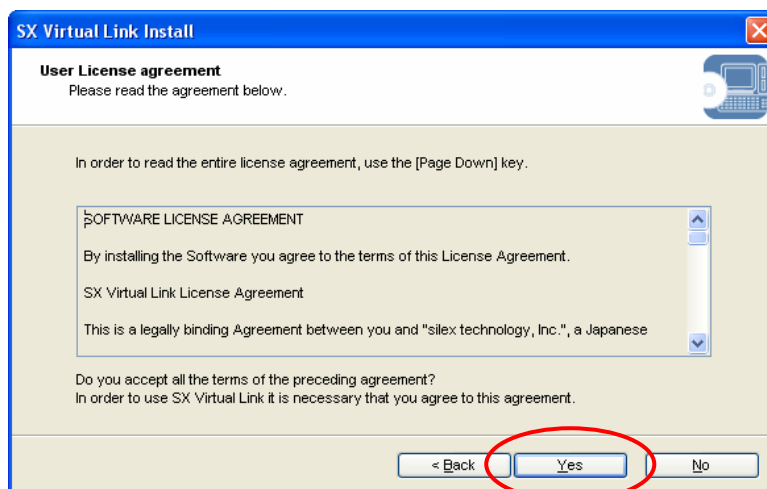 SX Virtual Link Install
User License agreement
Please read the agreement below.
In order to read the entire license agreement, use the [Page Down] key.
SOFTWARE LICENSE AGREEMENT
By installing the Software you agree to the terms of this License Agreement.
SX Virtual Link License Agreement
This is a legally binding Agreement between you and "silex technology, Inc.", a Japanese
Do you accept all the terms of the preceding agreement?
In order to use SX Virtual Link it is necessary that you agree to this agreement.
< Back Yes No